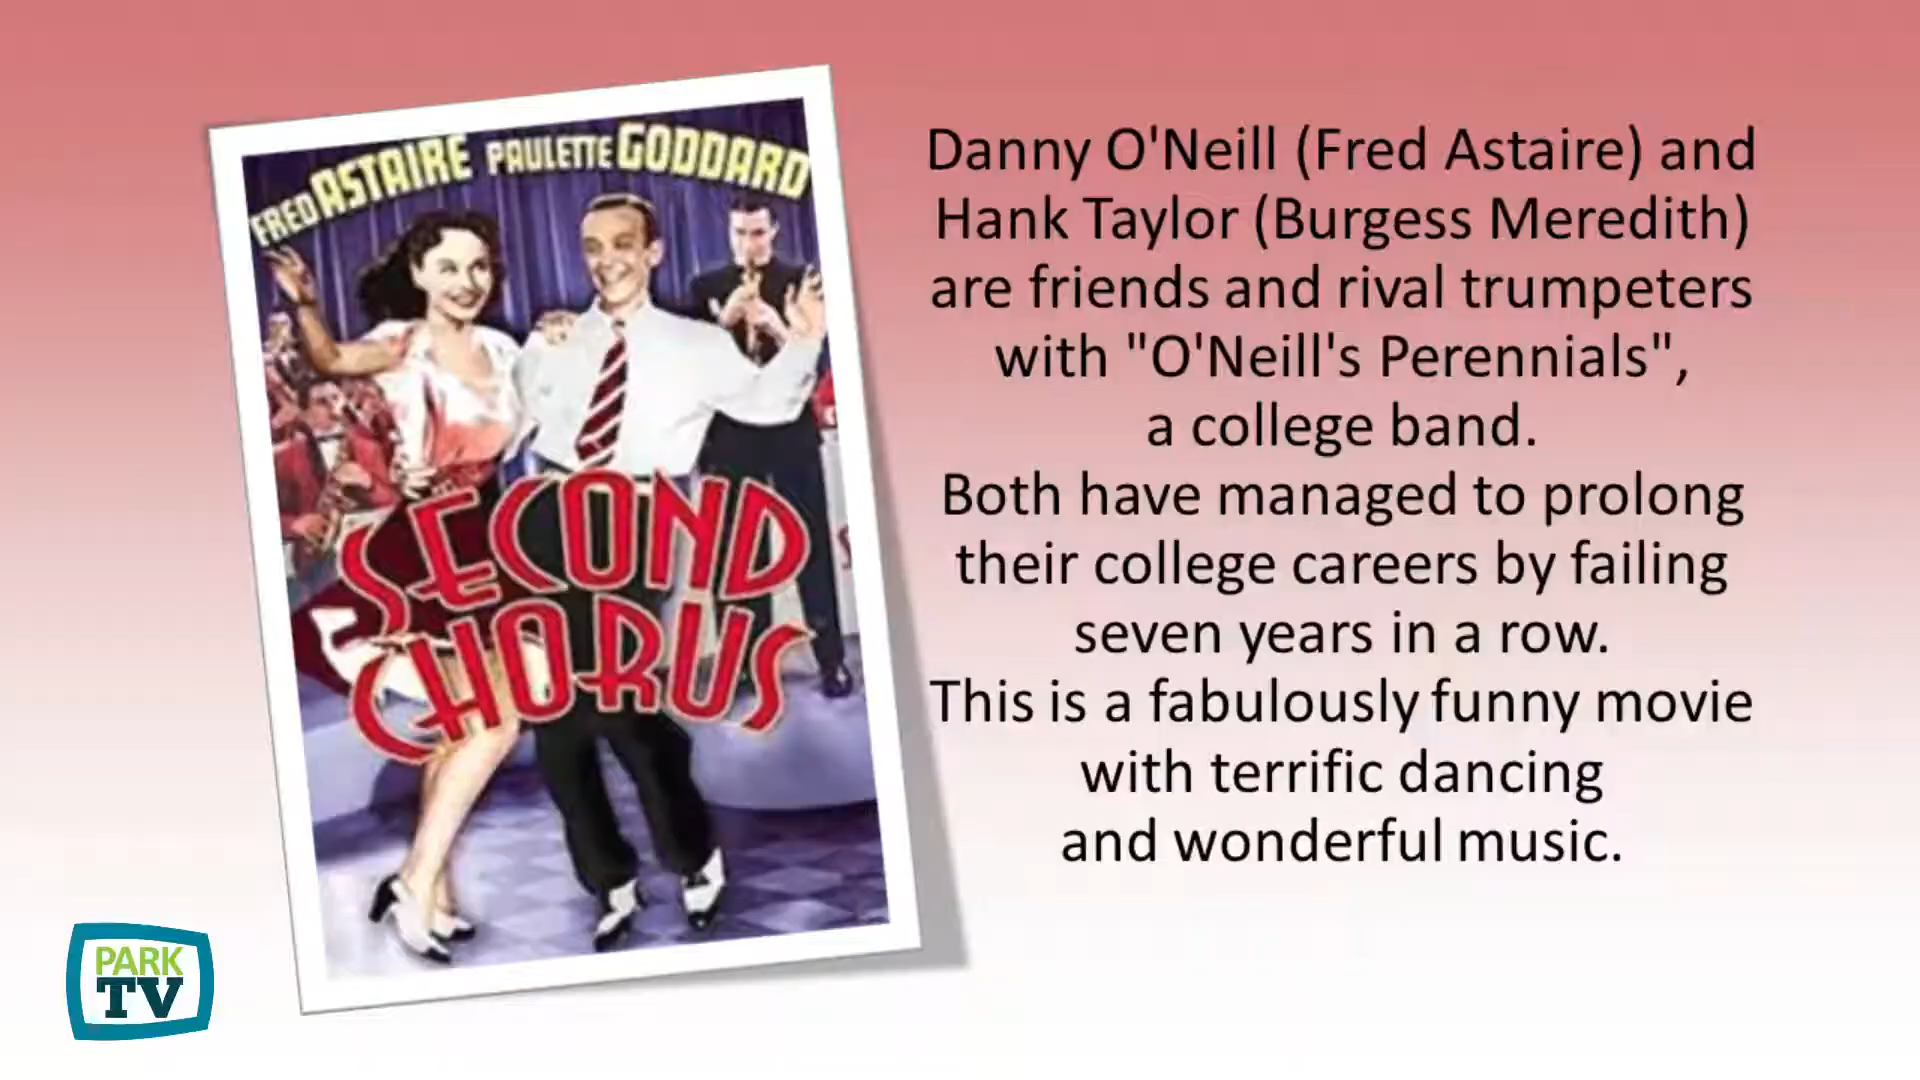 FRED ASTAIRE PAULETTE GODDARD
SECOND
CHORUS
Danny O'Neill (Fred Astaire) and
Hank Taylor (Burgess Meredith)
are friends and rival trumpeters
with "O'Neill's Perennials",
a college band.
Both have managed to prolong
their college careers by failing
seven years in a row.
This is a fabulously funny movie
with terrific dancing
and wonderful music.
PARK
TV